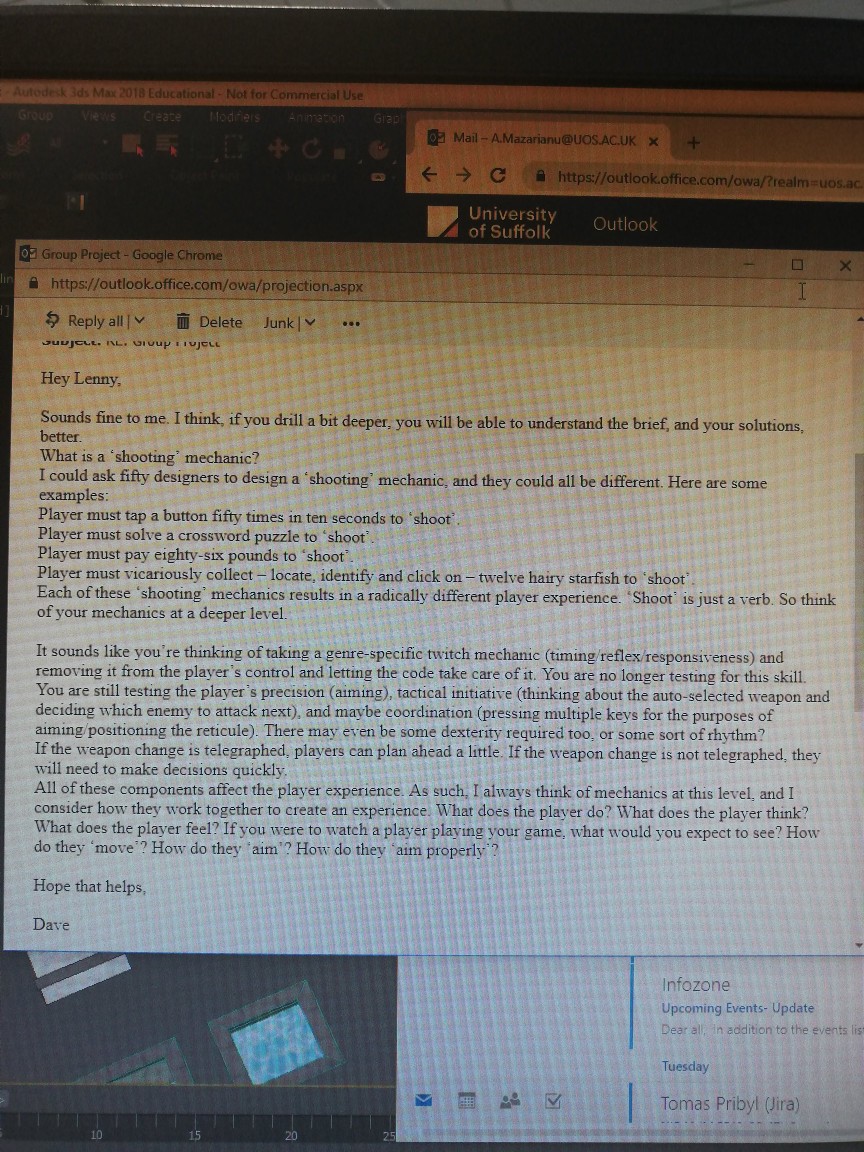 - Autodesk 3ds Max 2018 Educational - Not for Commercial Use
Group Views Create Modifiers Animation Grap
Mail – A.Mazarianu@UOS.AC.UK
https://outlook.office.com/owa/?realm=uos.ac
University
of Suffolk
Outlook
Group Project - Google Chrome
https://outlook.office.com/owa/projection.aspx
Reply all | Delete Junk |
Subject: RE: Group Project
Hey Lenny,
Sounds fine to me. I think, if you drill a bit deeper, you will be able to understand the brief, and your solutions,
better.
What is a ‘shooting’ mechanic?
I could ask fifty designers to design a ‘shooting’ mechanic, and they could all be different. Here are some
examples:
Player must tap a button fifty times in ten seconds to ‘shoot’.
Player must solve a crossword puzzle to ‘shoot’.
Player must pay eighty-six pounds to ‘shoot’.
Player must vicariously collect – locate, identify and click on – twelve hairy starfish to ‘shoot’.
Each of these ‘shooting’ mechanics results in a radically different player experience. ‘Shoot’ is just a verb. So think
of your mechanics at a deeper level.
It sounds like you’re thinking of taking a genre-specific twitch mechanic (timing/reflex/responsiveness) and
removing it from the player’s control and letting the code take care of it. You are no longer testing for this skill.
You are still testing the player’s precision (aiming), tactical initiative (thinking about the auto-selected weapon and
deciding which enemy to attack next), and maybe coordination (pressing multiple keys for the purposes of
aiming/positioning the reticule). There may even be some dexterity required too, or some sort of rhythm?
If the weapon change is telegraphed, players can plan ahead a little. If the weapon change is not telegraphed, they
will need to make decisions quickly.
All of these components affect the player experience. As such, I always think of mechanics at this level, and I
consider how they work together to create an experience. What does the player do? What does the player think?
What does the player feel? If you were to watch a player playing your game, what would you expect to see? How
do they ‘move’? How do they ‘aim’? How do they ‘aim properly’?
Hope that helps,
Dave
Infozone
Upcoming Events- Update
Dear all, In addition to the events lis
Tuesday
Tomas Pribyl (Jira)
10 15 20 25